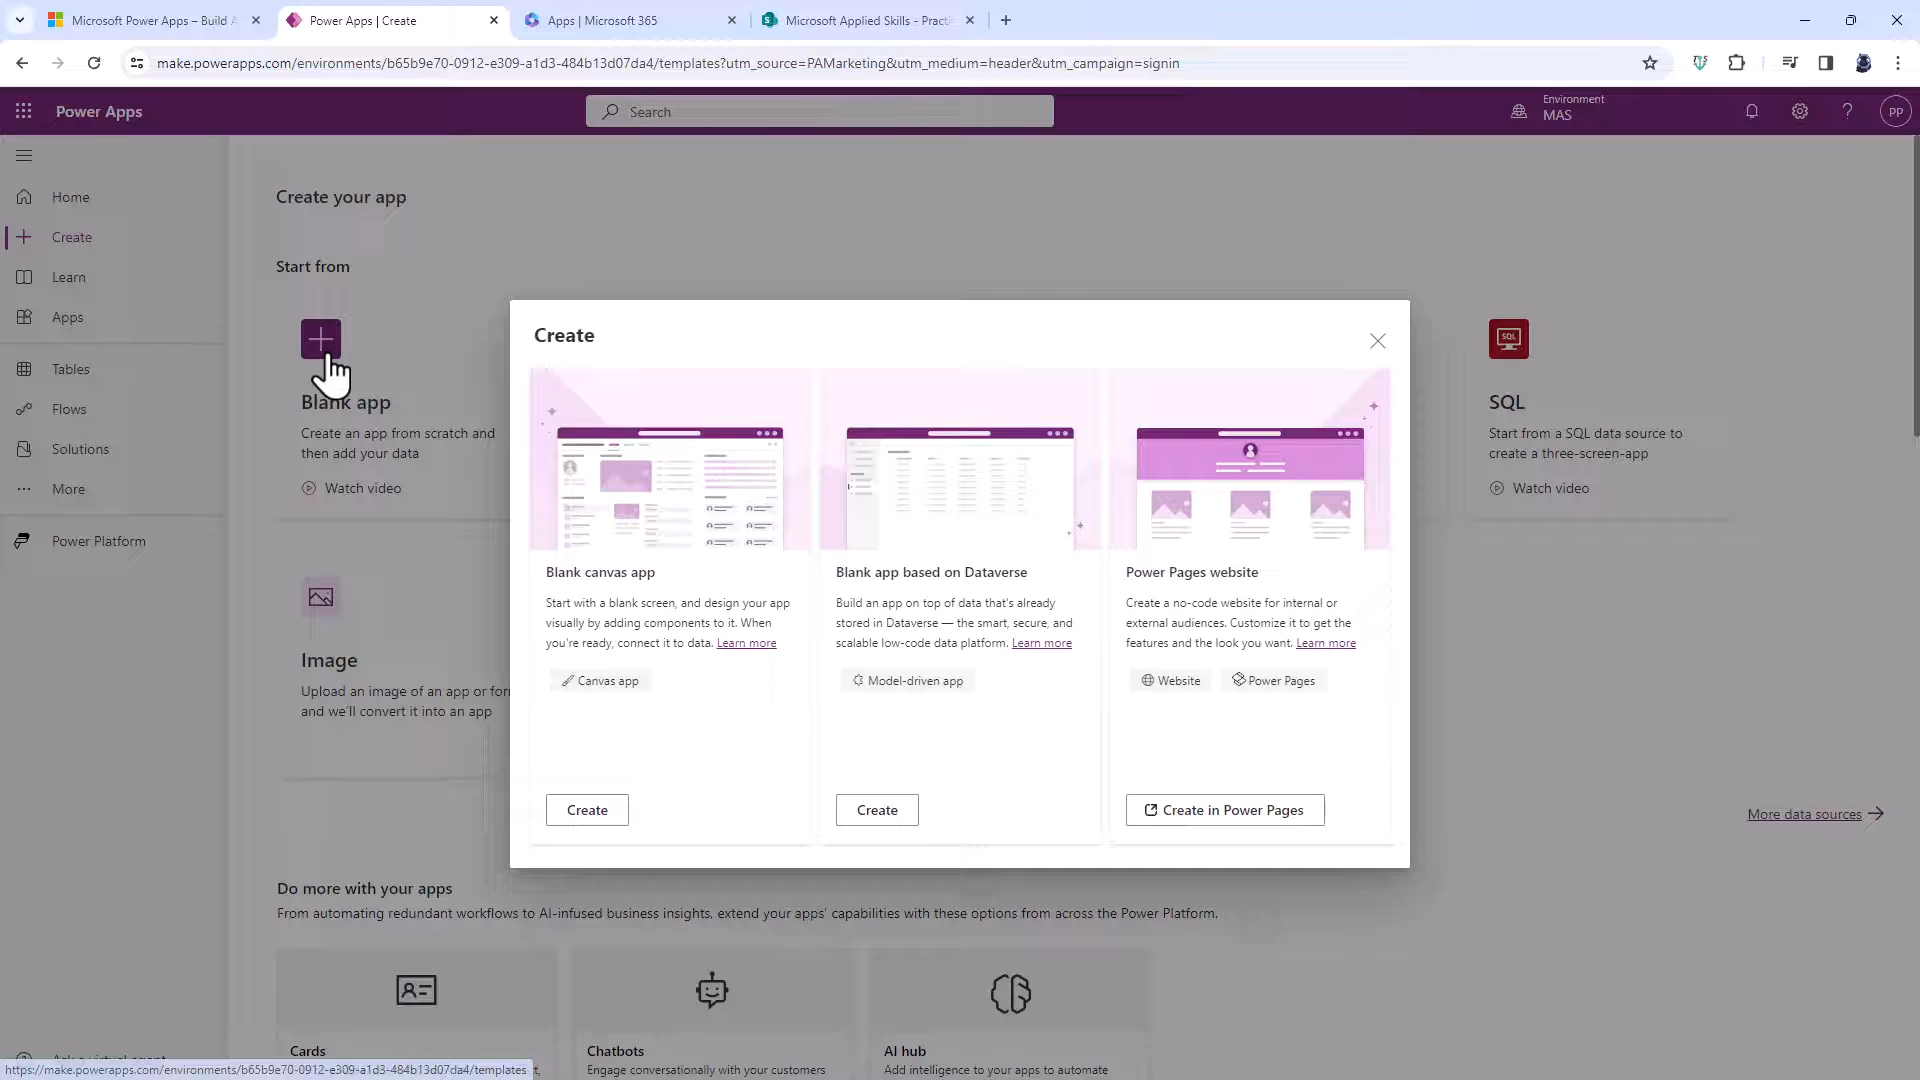 Microsoft Power Apps – Build A
Power Apps | Create
Apps | Microsoft 365
Microsoft Applied Skills - Practi
make.powerapps.com/environments/b65b9e70-0912-e309-a1d3-484b13d07da4/templates?utm_source=PAMarketing&utm_medium=header&utm_campaign=signin
Power Apps
Search
Environment
MAS
PP
Home
Create
Learn
Apps
Tables
Flows
Solutions
More
Power Platform
Create your app
Start from
Blank app
Create an app from scratch and
then add your data
Watch video
Image
Upload an image of an app or for
and we'll convert it into an app
SQL
SQL
Start from a SQL data source to
create a three-screen-app
Watch video
Create
Blank canvas app
Start with a blank screen, and design your app
visually by adding components to it. When
you're ready, connect it to data. Learn more
Canvas app
Create
Blank app based on Dataverse
Build an app on top of data that's already
stored in Dataverse — the smart, secure, and
scalable low-code data platform. Learn more
Model-driven app
Create
Power Pages website
Create a no-code website for internal or
external audiences. Customize it to get the
features and the look you want. Learn more
Website
Power Pages
Create in Power Pages
More data sources
Do more with your apps
From automating redundant workflows to AI-infused business insights, extend your apps' capabilities with these options from across the Power Platform.
Cards
Chatbots
Engage conversationally with your customers
AI hub
Add intelligence to your apps to automate
https://make.powerapps.com/environments/b65b9e70-0912-e309-a1d3-484b13d07da4/templates